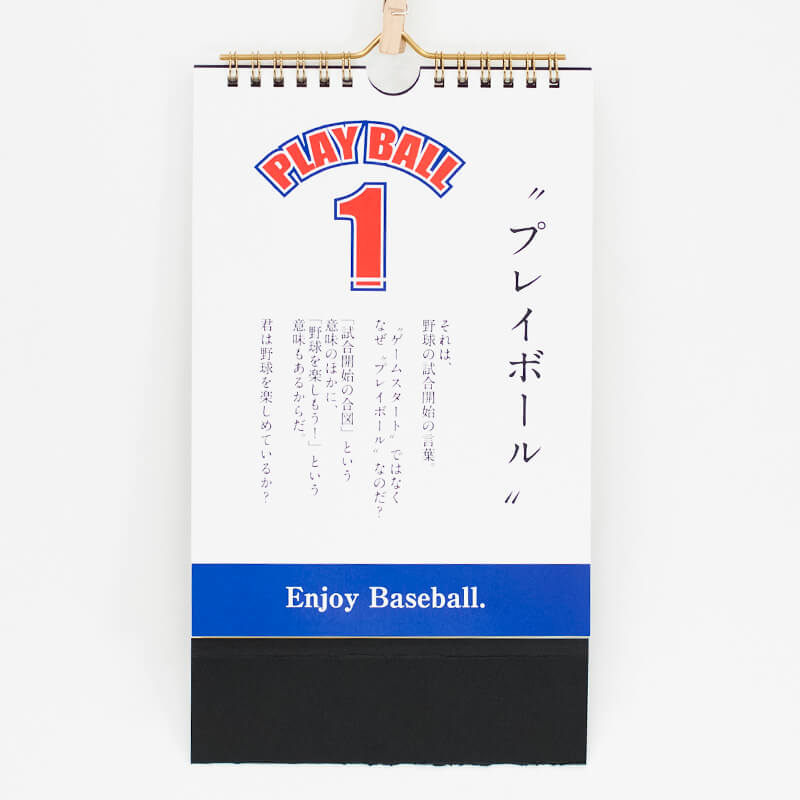 PLAY BALL
1
〝プレイボール〟
それは、
野球の試合開始の言葉。
〝ゲームスタート〟ではなく
なぜ〝プレイボール〟なのだ?
「試合開始の合図」という
意味のほかに、
「野球を楽しもう!」という
意味もあるからだ。
君は野球を楽しめているか?
Enjoy Baseball.